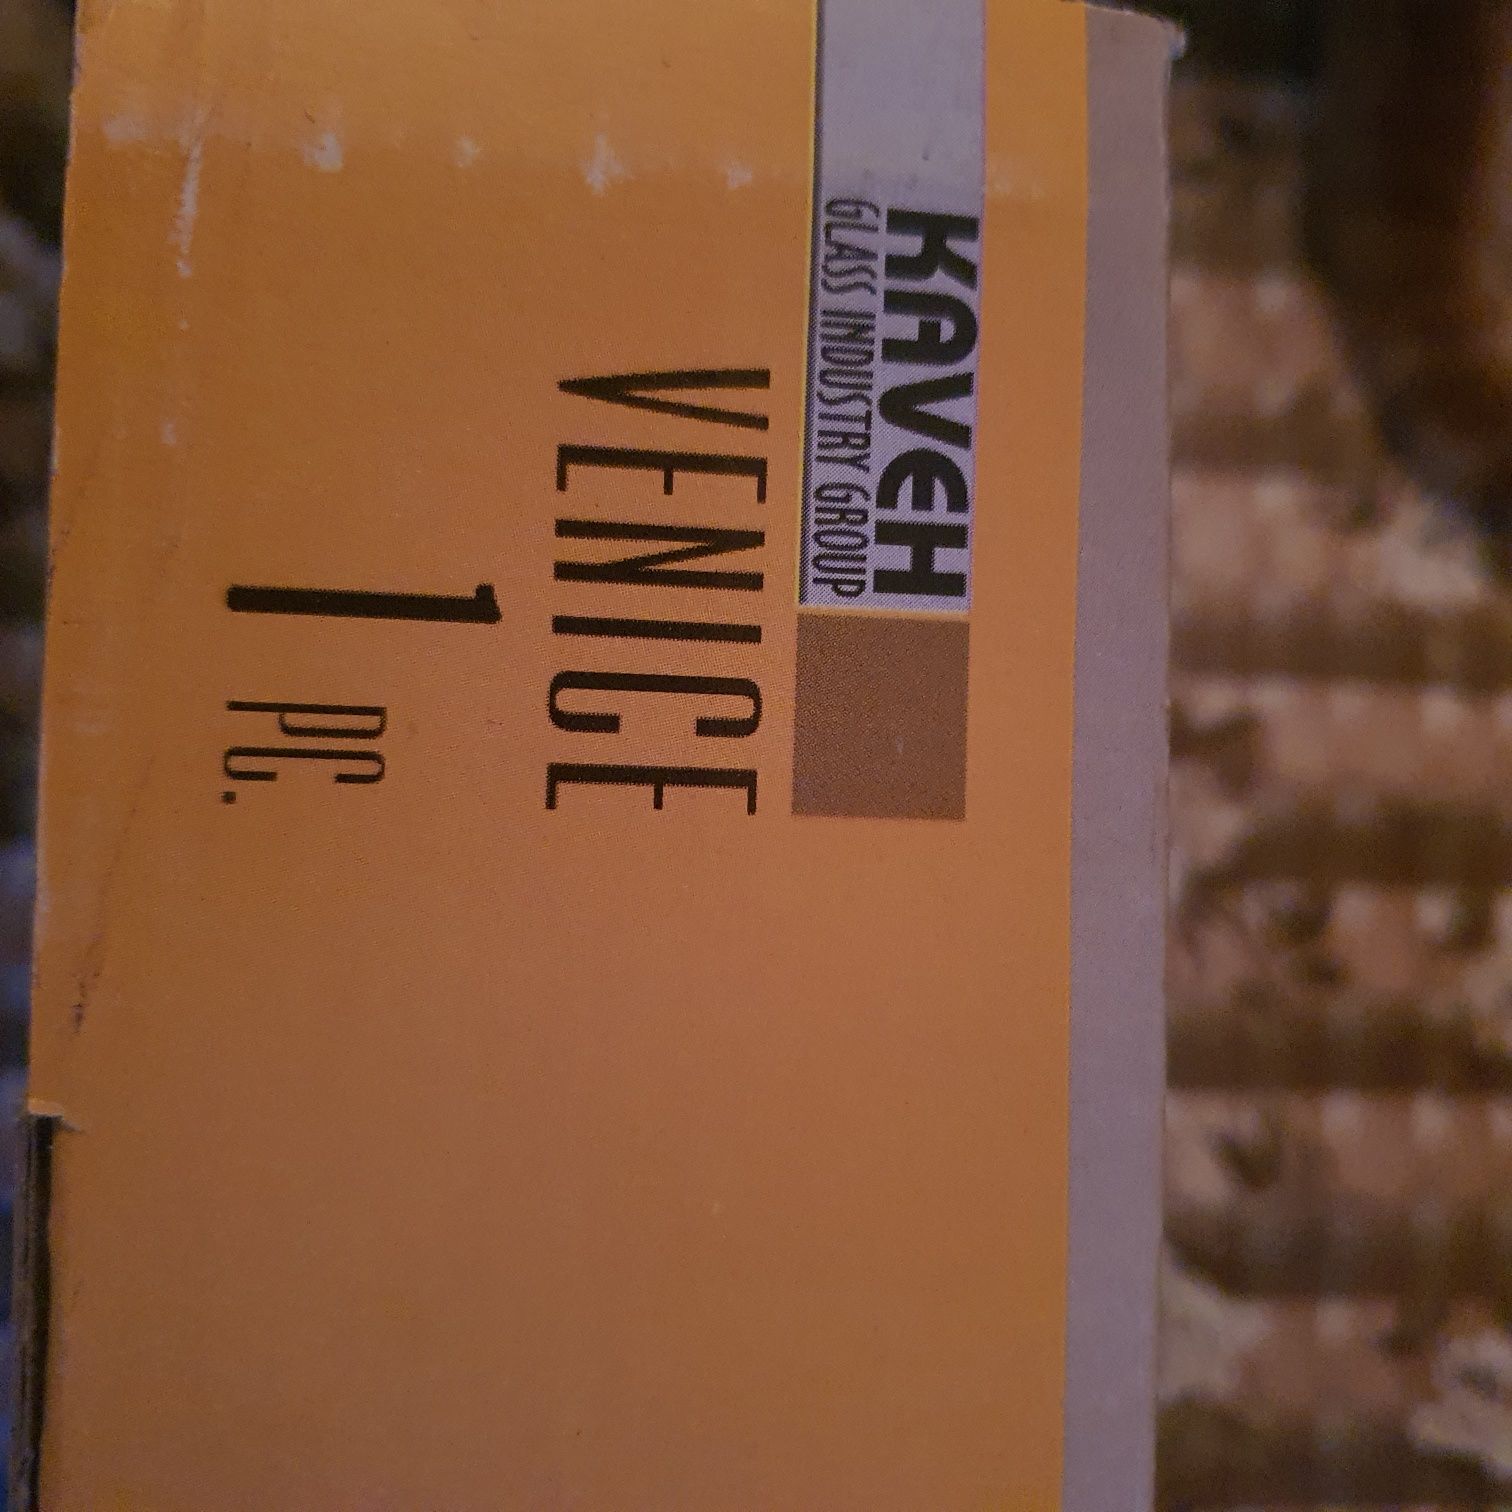 KAVEH
GLASS INDUSTRY GROUP
VENICE
1 PC.